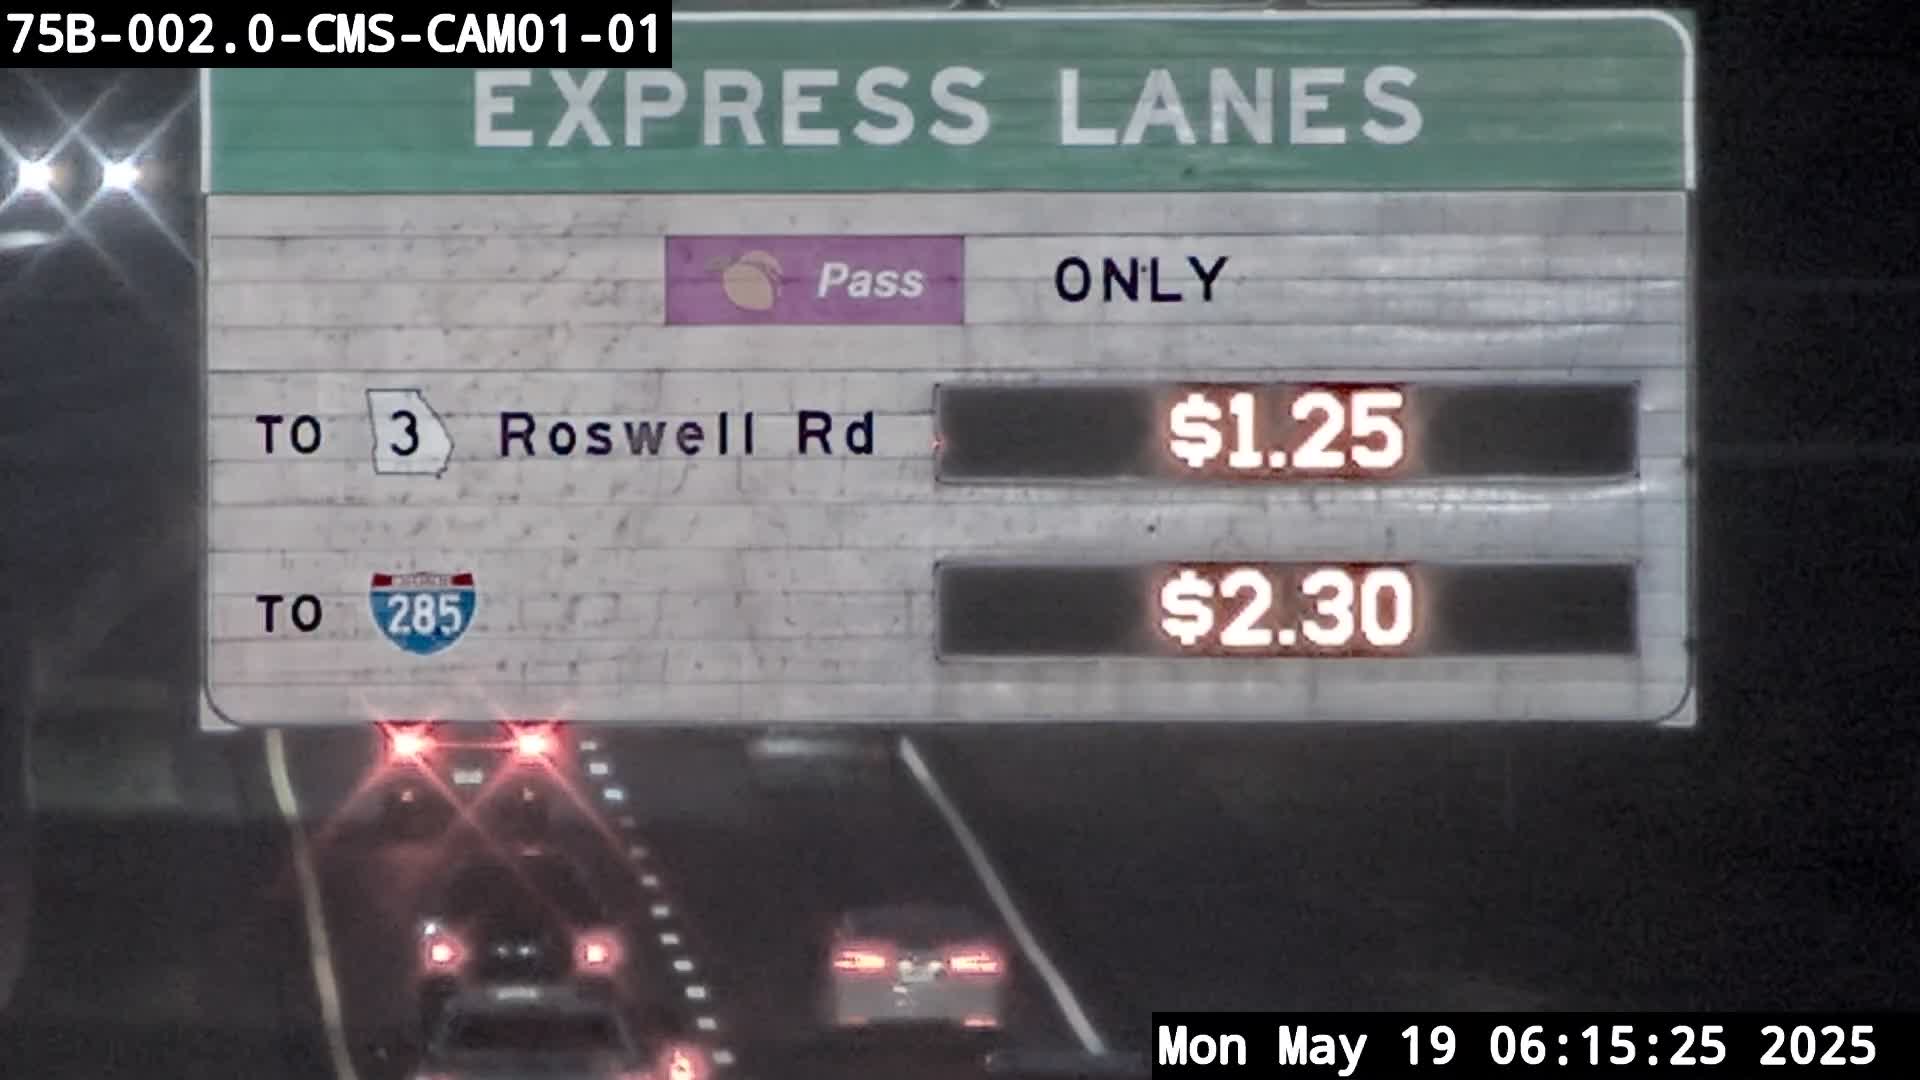 75B-002.0-CMS-CAM01-01
EXPRESS LANES
Pass ONLY
TO 3 Roswell Rd $1.25
TO 285 $2.30
Mon May 19 06:15:25 2025